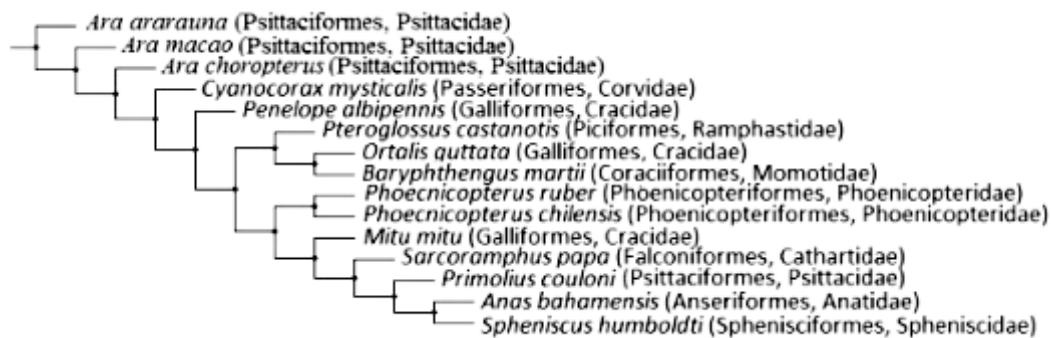 Ara ararauna (Psittaciformes, Psittacidae)
Ara macao (Psittaciformes, Psittacidae)
Ara choropterus (Psittaciformes, Psittacidae)
Cyanocorax mysticalis (Passeriformes, Corvidae)
Penelope albipennis (Galliformes, Cracidae)
Pteroglossus castanotis (Piciformes, Ramphastidae)
Ortalis guttata (Galliformes, Cracidae)
Baryphthengus martii (Coraciiformes, Momotidae)
Phoecnicopterus ruber (Phoenicopteriformes, Phoenicopteridae)
Phoecnicopterus chilensis (Phoenicopteriformes, Phoenicopteridae)
Mitu mitu (Galliformes, Cracidae)
Sarcoramphus papa (Falconiformes, Cathartidae)
Primolius couloni (Psittaciformes, Psittacidae)
Anas bahamensis (Anseriformes, Anatidae)
Spheniscus humboldti (Sphenisciformes, Spheniscidae)